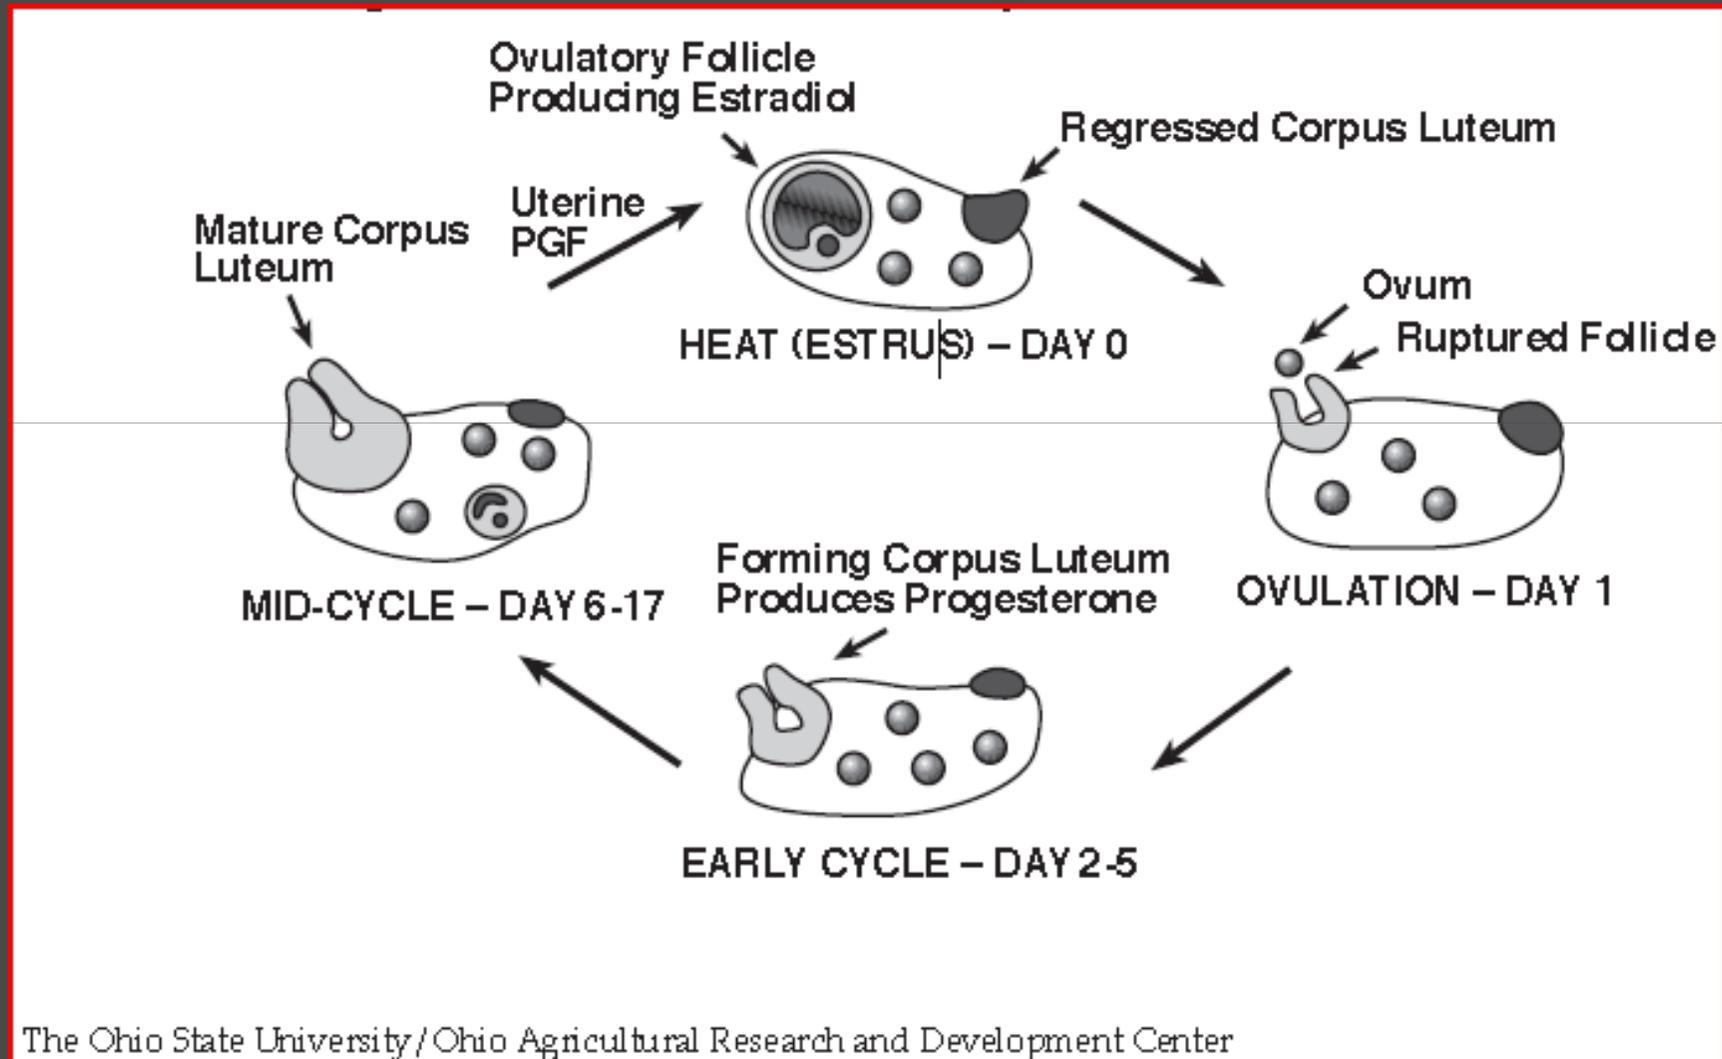 Ovulatory Follicle
Producing Estradiol
Regressed Corpus Luteum
Uterine
PGF
Mature Corpus
Luteum
HEAT (ESTRUS) – DAY 0
Ovum
Ruptured Follicle
OVULATION – DAY 1
Forming Corpus Luteum
Produces Progesterone
MID-CYCLE – DAY 6-17
EARLY CYCLE – DAY 2-5
The Ohio State University/Ohio Agricultural Research and Development Center